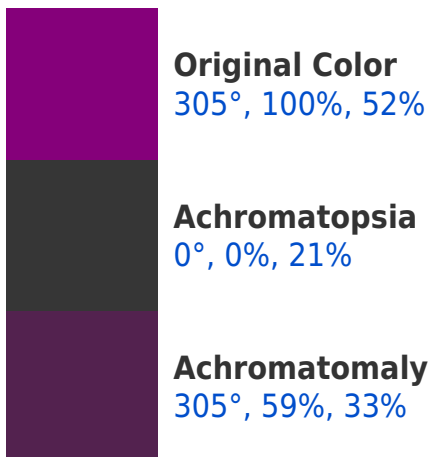 Original Color
305°, 100%, 52%
Achromatopsia
0°, 0%, 21%
Achromatomaly
305°, 59%, 33%